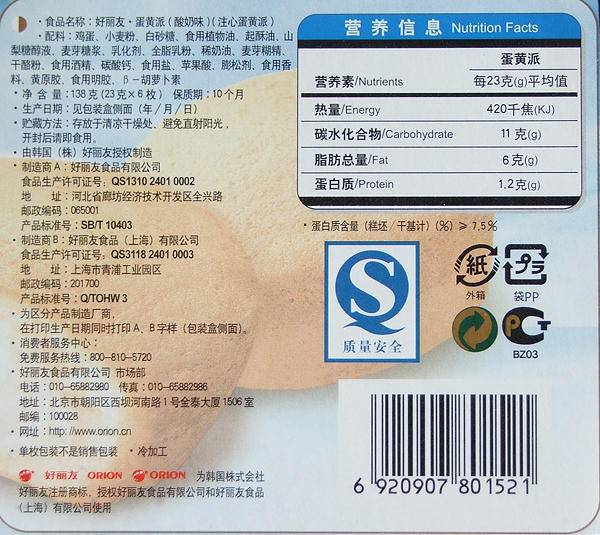 · 食品名称：好丽友·蛋黄派（酸奶味）（注心蛋黄派）
· 配料：鸡蛋、小麦粉、白砂糖、食用植物油、起酥油、山
梨糖醇液、麦芽糖浆、乳化剂、全脂乳粉、稀奶油、麦芽糊精、
干酪粉、食用酒精、碳酸钙、食用盐、苹果酸、膨松剂、食用香
料、黄原胶、食用明胶、β－胡萝卜素
· 净 含 量：138克（23克×6枚） 保质期：10个月
· 生产日期：见包装盒侧面（年／月／日）
· 贮藏方法：存放于清凉干燥处、避免直射阳光，
开封后请即食用。
· 由韩国（株）好丽友授权制造
· 制造商A：好丽友食品有限公司
食品生产许可证号：QS1310 2401 0002
地 址：河北省廊坊经济技术开发区全兴路
邮政编码：065001
产品标准号：SB/T 10403
· 制造商B：好丽友食品（上海）有限公司
食品生产许可证号：QS3118 2401 0003
地 址：上海市青浦工业园区
邮政编码：201700
产品标准号：Q/TOHW 3
· 为区分产品制造厂商，
在打印生产日期同时打印A、B字样（包装盒侧面）。
· 消费者服务中心：
免费服务热线：800–810–5720
· 好丽友食品有限公司 市场部
电话：010–65882980 传真：010–65882986
地址：北京市朝阳区西坝河南路1号金泰大厦1506室
邮编：100028
· 网址：http://www.orion.cn
· 单枚包装不是销售包装 · 冷加工
好丽友 ORION ORION 为韩国株式会社
好丽友注册商标，授权好丽友食品有限公司和好丽友食品
（上海）有限公司使用
营养信息 Nutrition Facts
蛋黄派
营养素/Nutrients 每23克(g)平均值
热量/Energy 420千焦(KJ)
碳水化合物/Carbohydrate 11克(g)
脂肪总量/Fat 6克(g)
蛋白质/Protein 1.2克(g)
· 蛋白质含量（糕坯／干基计）（%）≥ 7.5%
QS
质量安全
紙
外箱
プラ
袋PP
PCT
BZ03
6 920907 801521